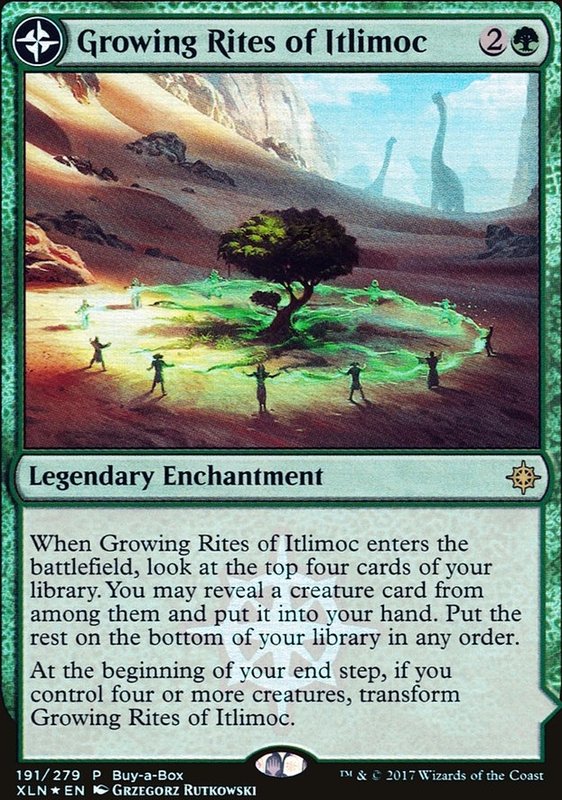 Growing Rites of Itlimoc 2
Legendary Enchantment
When Growing Rites of Itlimoc enters the
battlefield, look at the top four cards of your
library. You may reveal a creature card from
among them and put it into your hand. Put the
rest on the bottom of your library in any order.
At the beginning of your end step, if you
control four or more creatures, transform
Growing Rites of Itlimoc.
191/279 P Buy-a-Box
XLN★EN Grzegorz Rutkowski
™ & © 2017 Wizards of the Coast